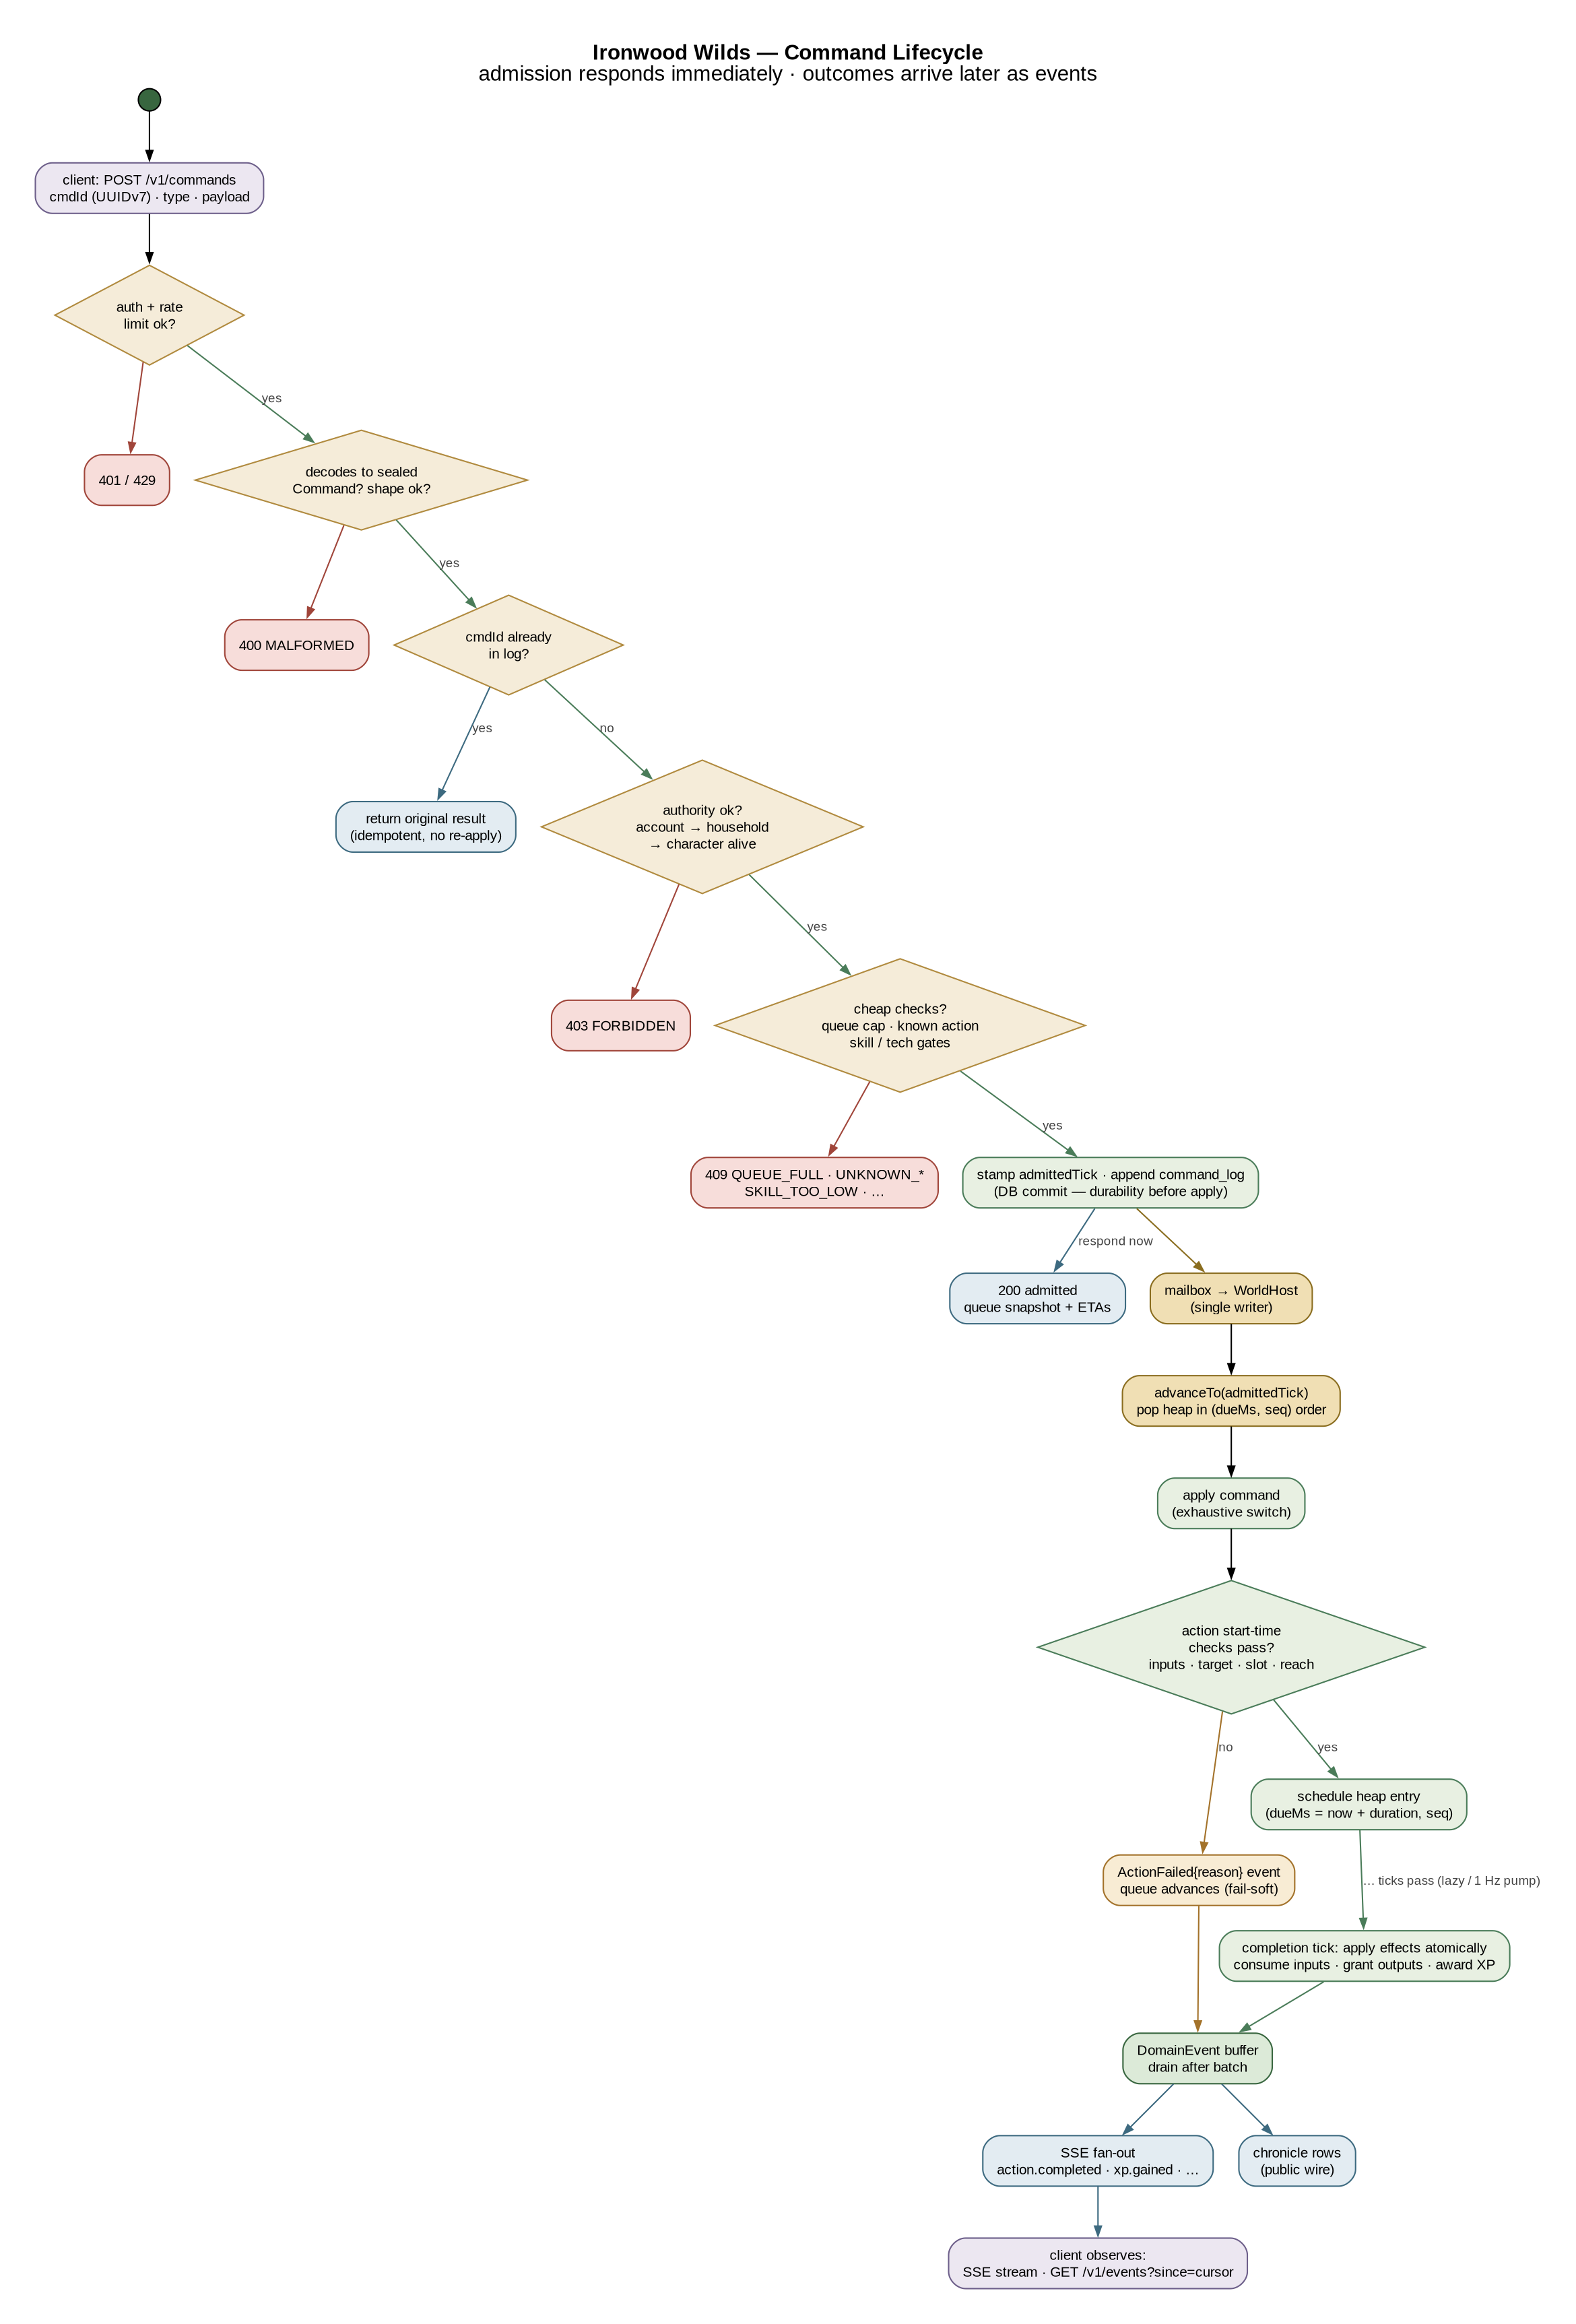 Ironwood Wilds — Command Lifecycle
admission responds immediately · outcomes arrive later as events
client: POST /v1/commands
cmdId (UUIDv7) · type · payload
auth + rate
limit ok?
yes
401 / 429
decodes to sealed
Command? shape ok?
yes
400 MALFORMED
cmdId already
in log?
yes
no
return original result
(idempotent, no re-apply)
authority ok?
account → household
→ character alive
yes
403 FORBIDDEN
cheap checks?
queue cap · known action
skill / tech gates
yes
409 QUEUE_FULL · UNKNOWN_*
SKILL_TOO_LOW · …
stamp admittedTick · append command_log
(DB commit — durability before apply)
respond now
200 admitted
queue snapshot + ETAs
mailbox → WorldHost
(single writer)
advanceTo(admittedTick)
pop heap in (dueMs, seq) order
apply command
(exhaustive switch)
action start-time
checks pass?
inputs · target · slot · reach
no
yes
schedule heap entry
(dueMs = now + duration, seq)
ActionFailed{reason} event
queue advances (fail-soft)
… ticks pass (lazy / 1 Hz pump)
completion tick: apply effects atomically
consume inputs · grant outputs · award XP
DomainEvent buffer
drain after batch
SSE fan-out
action.completed · xp.gained · …
chronicle rows
(public wire)
client observes:
SSE stream · GET /v1/events?since=cursor